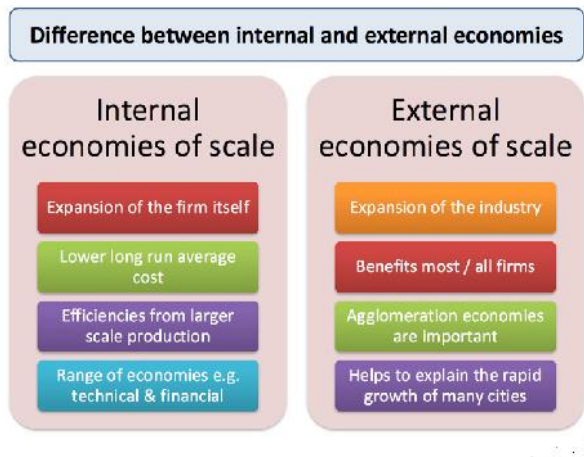 Difference between internal and external economies
Internal
economies of scale
Expansion of the firm itself
Lower long run average
cost
Efficiencies from larger
scale production
Range of economies e.g.
technical & financial
External
economies of scale
Expansion of the industry
Benefits most / all firms
Agglomeration economies
are important
Helps to explain the rapid
growth of many cities